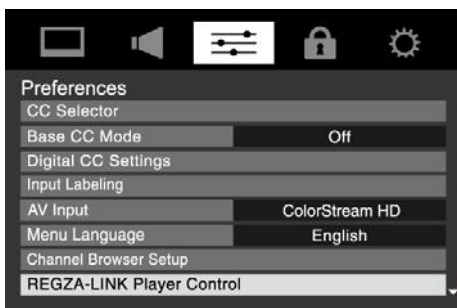 Preferences
CC Selector
Base CC Mode Off
Digital CC Settings
Input Labeling
AV Input ColorStream HD
Menu Language English
Channel Browser Setup
REGZA-LINK Player Control